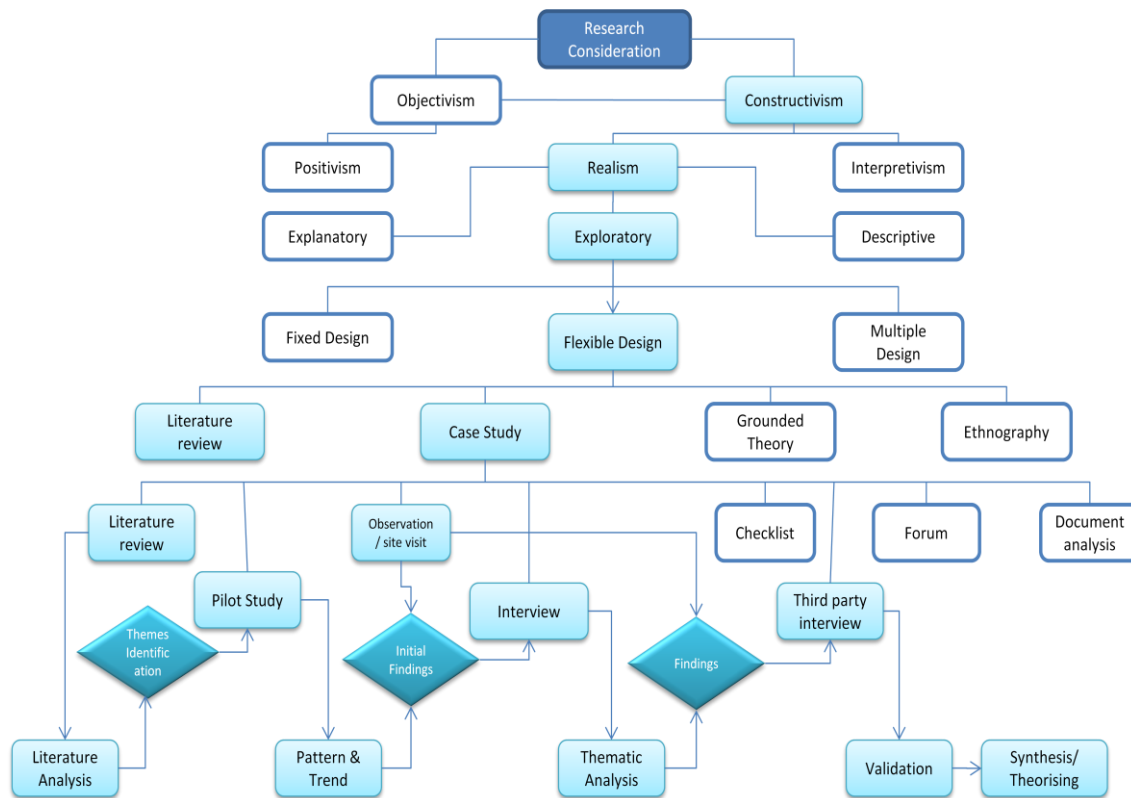 Research
Consideration
Objectivism
Constructivism
Positivism
Realism
Interpretivism
Explanatory
Exploratory
Descriptive
Fixed Design
Flexible Design
Multiple
Design
Literature
review
Case Study
Grounded
Theory
Ethnography
Literature
review
Observation
/ site visit
Checklist
Forum
Document
analysis
Pilot Study
Interview
Third party
interview
Themes
Identific
ation
Initial
Findings
Findings
Literature
Analysis
Pattern &
Trend
Thematic
Analysis
Validation
Synthesis/
Theorising